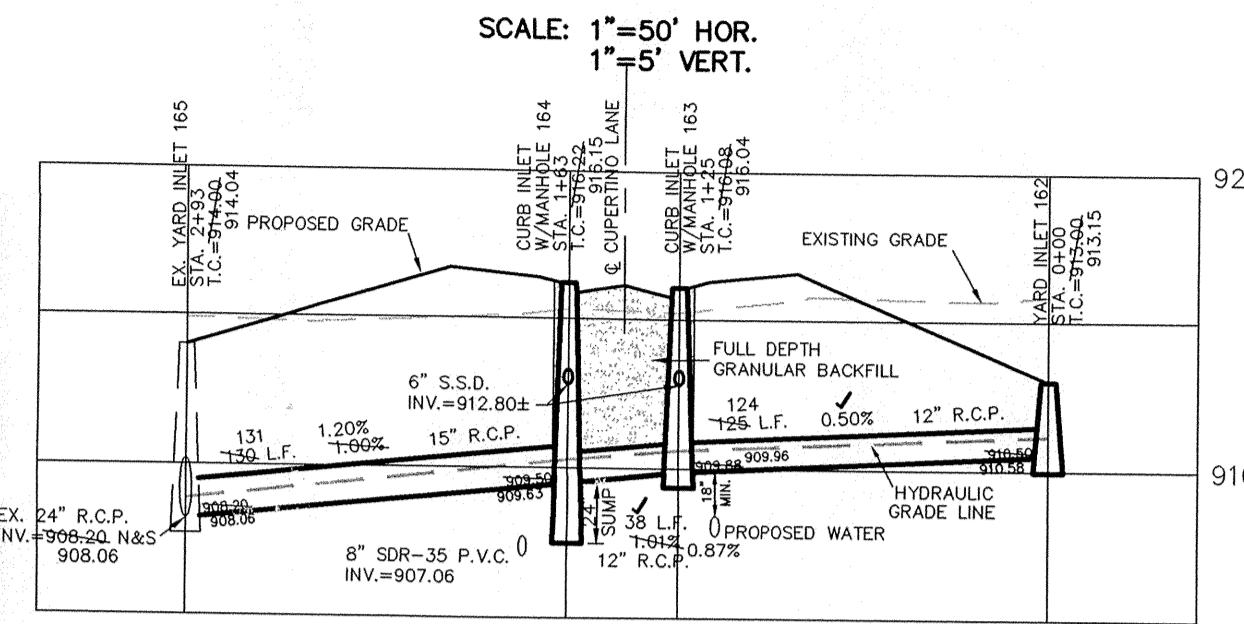 SCALE: 1"=50' HOR.
1"=5' VERT.
EX. YARD INLET 165
STA. 2+93
T.C.=914.00
914.04
PROPOSED GRADE
CURB INLET
W/MANHOLE 164
STA. 1+63
T.C.=916.22
916.15
℄ CUPERTINO LANE
CURB INLET
W/MANHOLE 163
STA. 1+25
T.C.=916.08
916.04
EXISTING GRADE
YARD INLET 162
STA. 0+00
T.C.=913.00
913.15
92
FULL DEPTH
GRANULAR BACKFILL
6" S.S.D.
INV.=912.80±
131
130 L.F.
1.20%
1.00%
15" R.C.P.
124
125 L.F.
✓
0.50%
12" R.C.P.
909.50
909.63
909.88
909.96
910.50
910.58
910
908.20
908.06
EX. 24" R.C.P.
INV.=908.20 N&S
908.06
24"
SUMP
18"
MIN.
HYDRAULIC
GRADE LINE
PROPOSED WATER
✓
38 L.F.
1.01%
0.87%
12" R.C.P.
8" SDR-35 P.V.C.
INV.=907.06